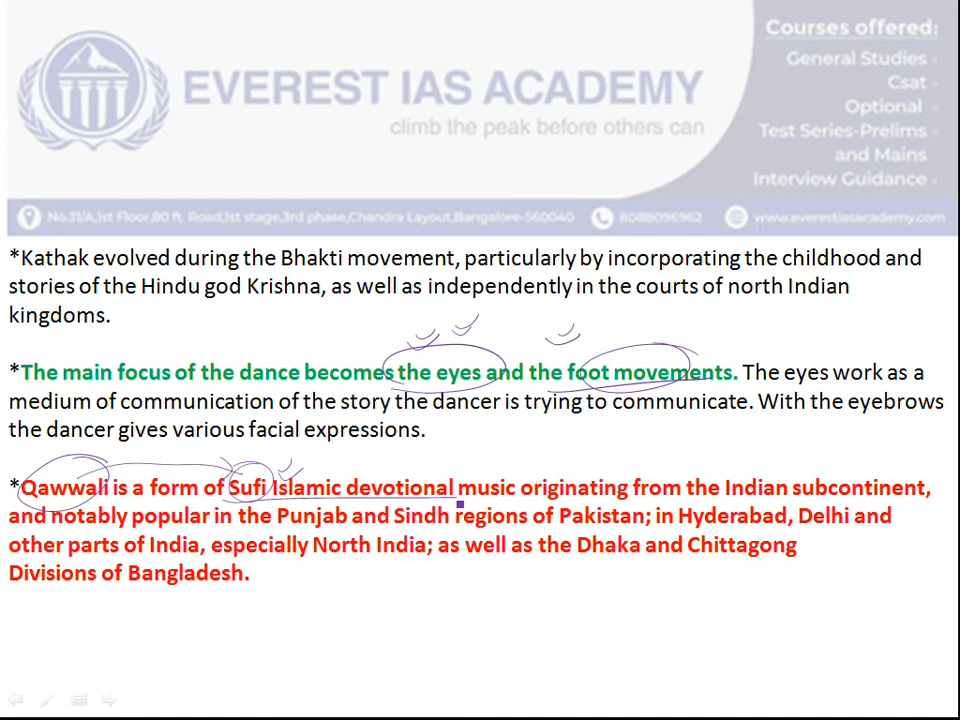 Courses offered:
General Studies
Csat
Optional
Test Series-Prelims
and Mains
Interview Guidance
EVEREST IAS ACADEMY
climb the peak before others can
No.31/A,1st Floor,80 ft. Road,1st stage,3rd phase,Chandra Layout,Bangalore-560040
8088096962
www.everestiasacademy.com
*Kathak evolved during the Bhakti movement, particularly by incorporating the childhood and
stories of the Hindu god Krishna, as well as independently in the courts of north Indian
kingdoms.
*The main focus of the dance becomes the eyes and the foot movements. The eyes work as a
medium of communication of the story the dancer is trying to communicate. With the eyebrows
the dancer gives various facial expressions.
*Qawwali is a form of Sufi Islamic devotional music originating from the Indian subcontinent,
and notably popular in the Punjab and Sindh regions of Pakistan; in Hyderabad, Delhi and
other parts of India, especially North India; as well as the Dhaka and Chittagong
Divisions of Bangladesh.